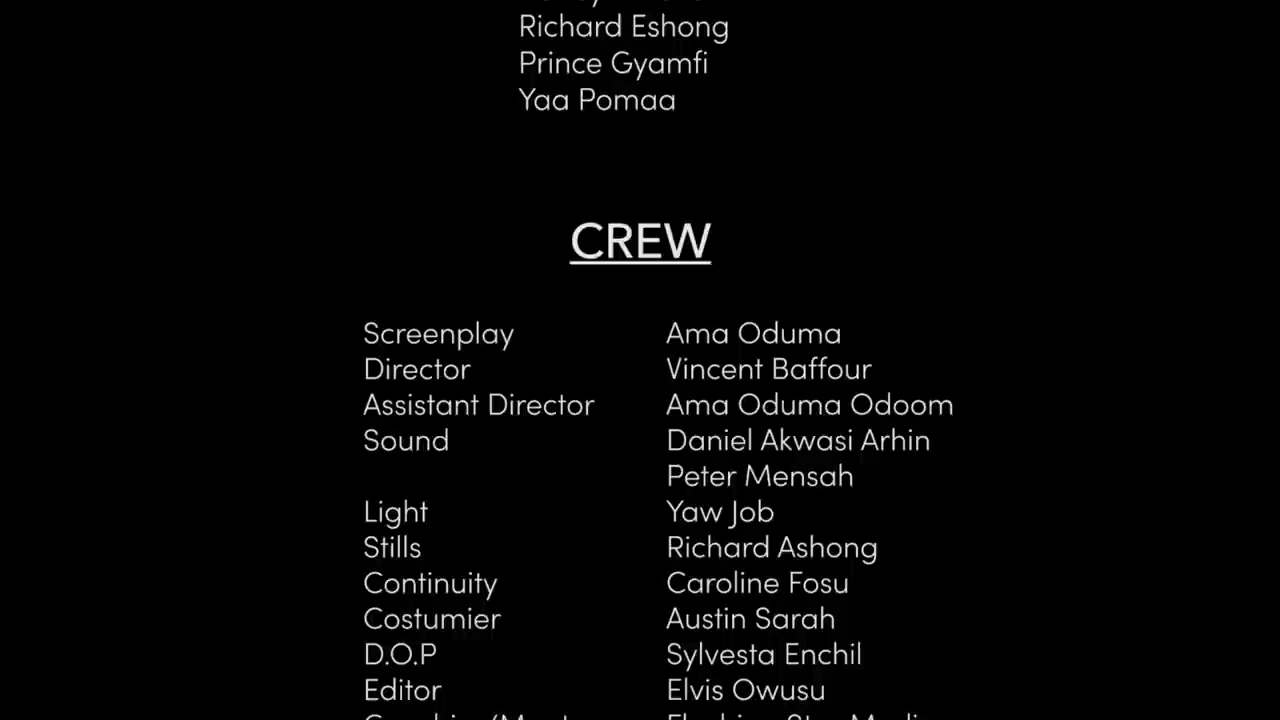 Richard Eshong
Prince Gyamfi
Yaa Pomaa
CREW
Screenplay Ama Oduma
Director Vincent Baffour
Assistant Director Ama Oduma Odoom
Sound Daniel Akwasi Arhin
Peter Mensah
Light Yaw Job
Stills Richard Ashong
Continuity Caroline Fosu
Costumier Austin Sarah
D.O.P Sylvesta Enchil
Editor Elvis Owusu